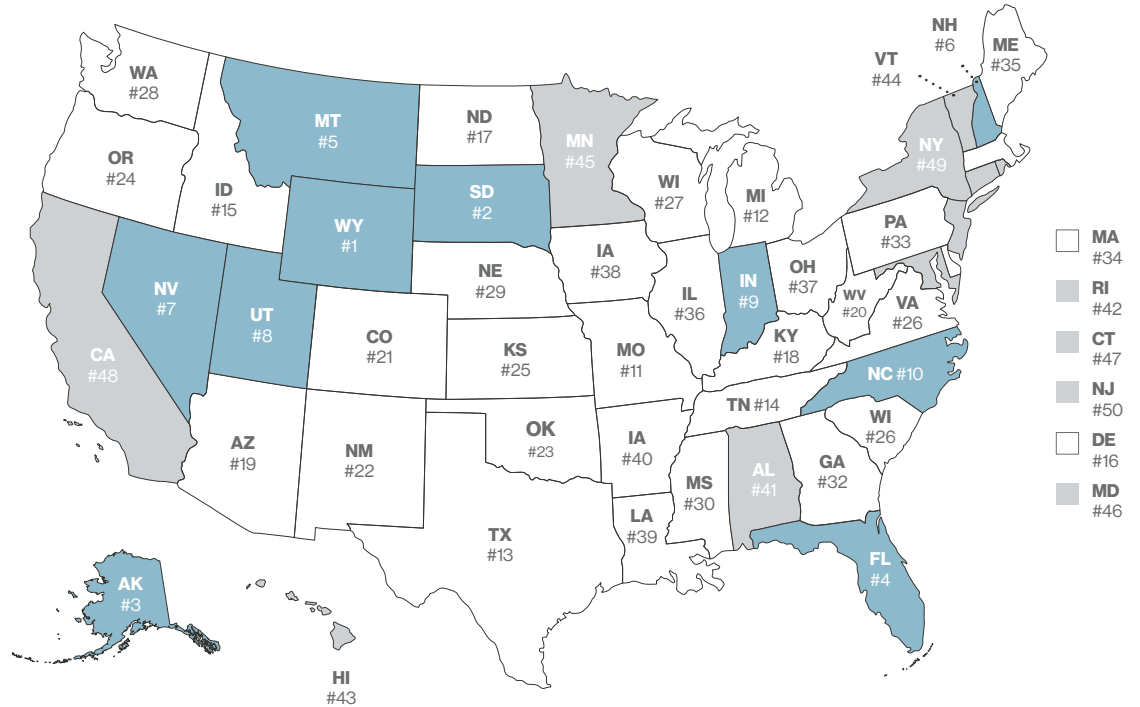 NH
#6
ME
#35
VT
#44
WA
#28
MT
#5
ND
#17
MN
#45
NY
#49
OR
#24
ID
#15
SD
#2
WI
#27
MI
#12
WY
#1
PA
#33
IA
#38
NE
#29
OH
#37
NV
#7
UT
#8
IN
#9
IL
#36
WV
#20
VA
#26
CO
#21
KY
#18
CA
#48
KS
#25
MO
#11
NC #10
TN #14
WI
#26
AZ
#19
NM
#22
OK
#23
IA
#40
AL
#41
GA
#32
MS
#30
LA
#39
TX
#13
FL
#4
AK
#3
HI
#43
MA
#34
RI
#42
CT
#47
NJ
#50
DE
#16
MD
#46